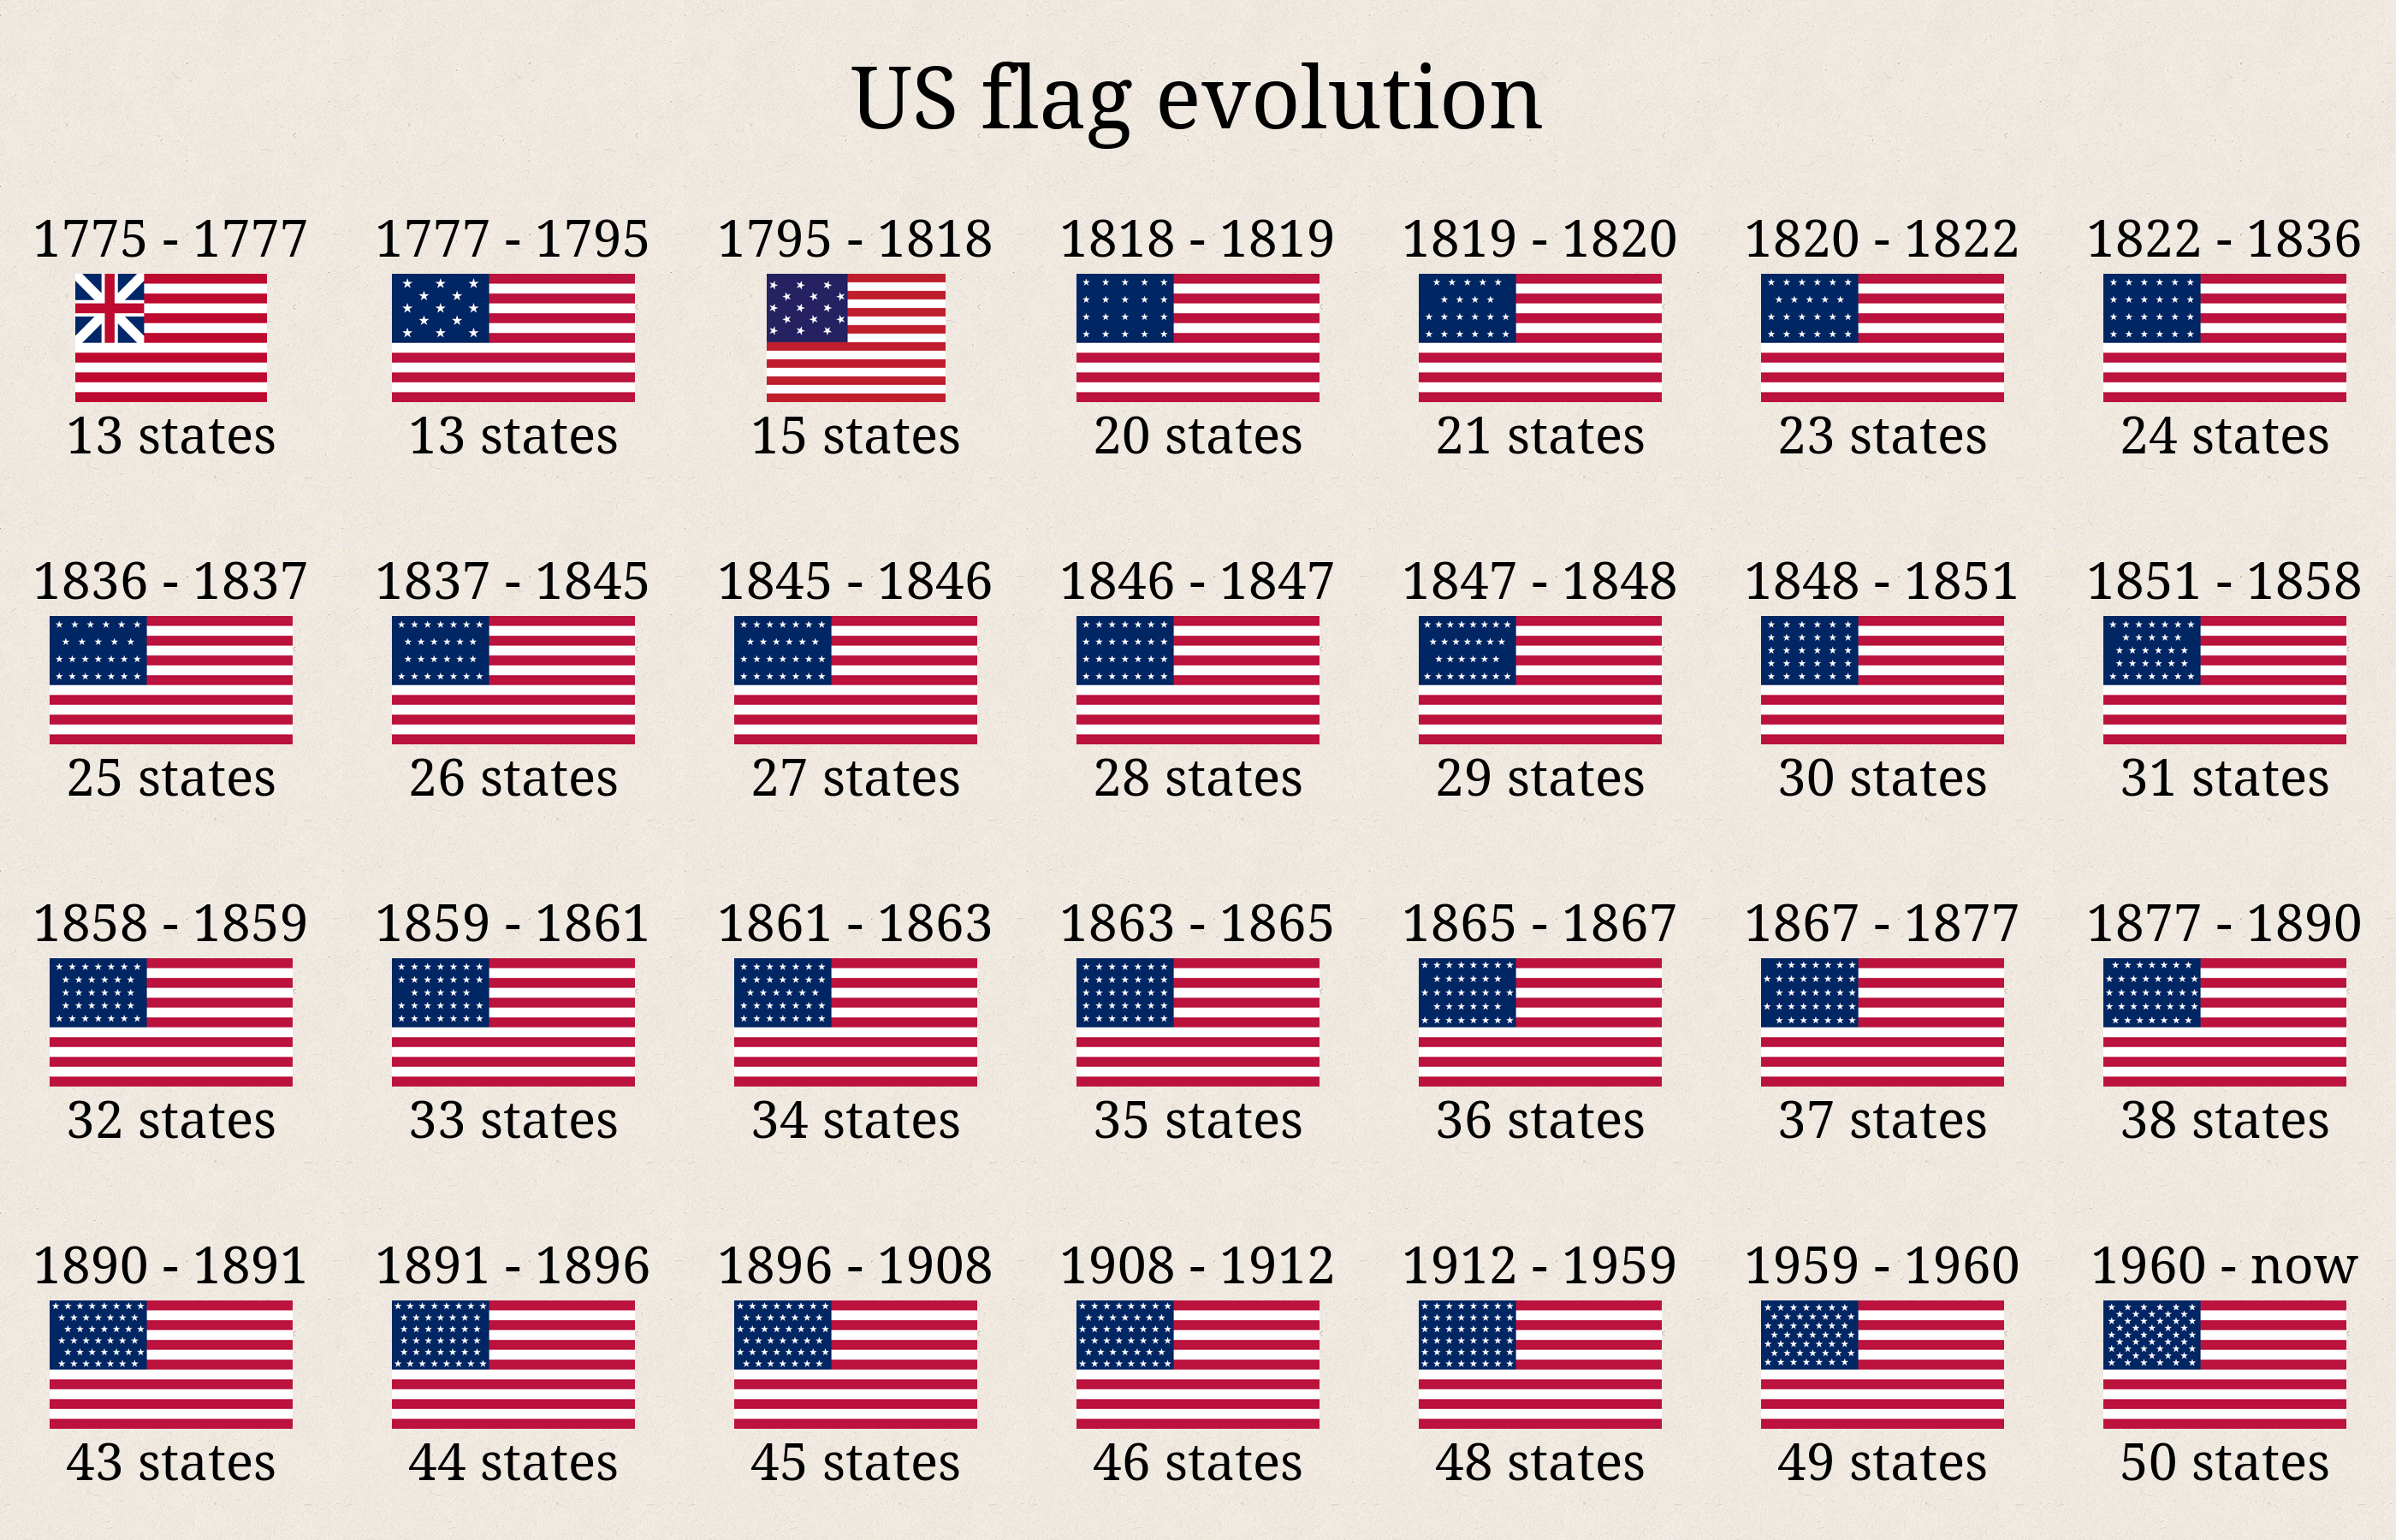 US flag evolution
1775 - 1777 1777 - 1795 1795 - 1818 1818 - 1819 1819 - 1820 1820 - 1822 1822 - 1836
13 states 13 states 15 states 20 states 21 states 23 states 24 states
1836 - 1837 1837 - 1845 1845 - 1846 1846 - 1847 1847 - 1848 1848 - 1851 1851 - 1858
25 states 26 states 27 states 28 states 29 states 30 states 31 states
1858 - 1859 1859 - 1861 1861 - 1863 1863 - 1865 1865 - 1867 1867 - 1877 1877 - 1890
32 states 33 states 34 states 35 states 36 states 37 states 38 states
1890 - 1891 1891 - 1896 1896 - 1908 1908 - 1912 1912 - 1959 1959 - 1960 1960 - now
43 states 44 states 45 states 46 states 48 states 49 states 50 states